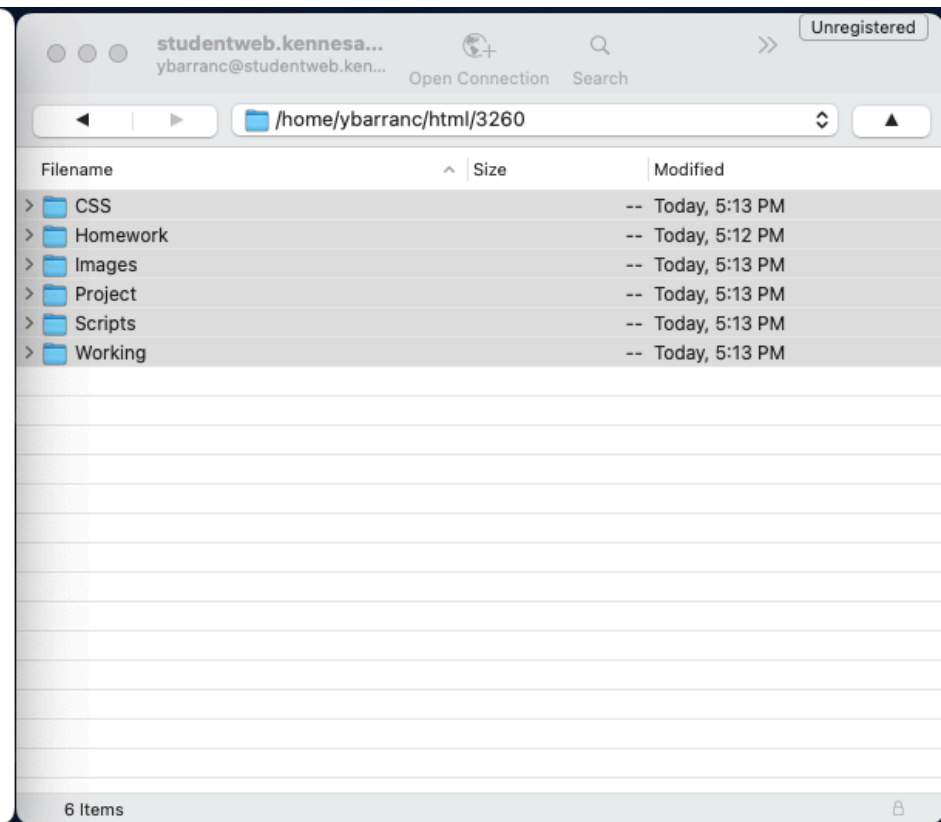 studentweb.kennesa...
ybarranc@studentweb.ken...
Open Connection
Search
Unregistered
/home/ybarranc/html/3260
Filename Size Modified
CSS -- Today, 5:13 PM
Homework -- Today, 5:12 PM
Images -- Today, 5:13 PM
Project -- Today, 5:13 PM
Scripts -- Today, 5:13 PM
Working -- Today, 5:13 PM
6 Items